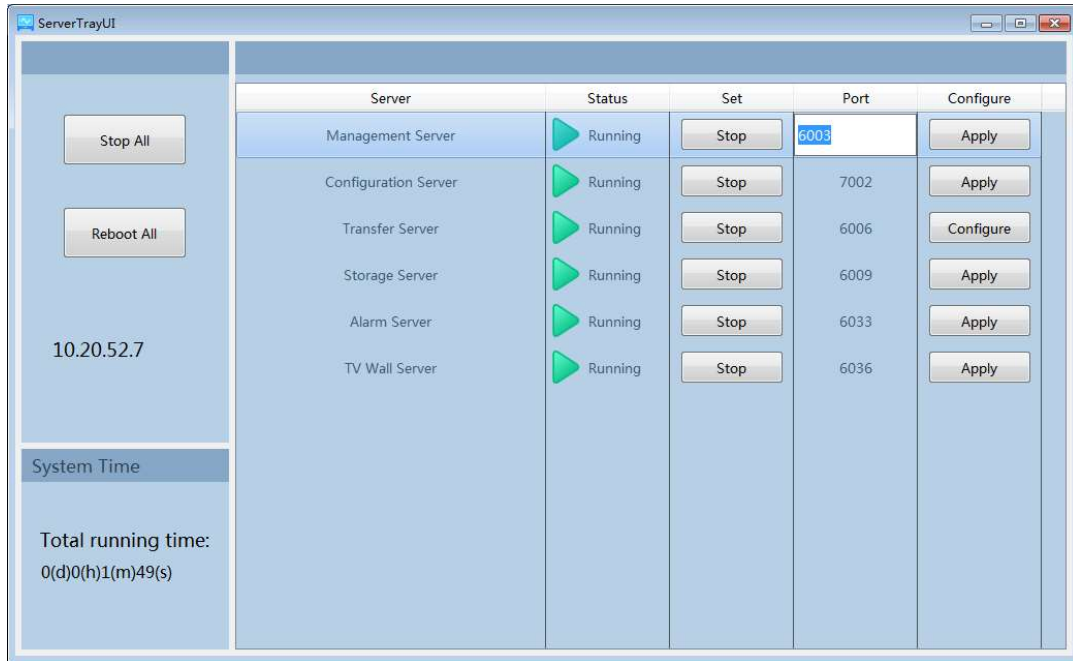 ServerTrayUI
Stop All
Reboot All
10.20.52.7
System Time
Total running time:
0(d)0(h)1(m)49(s)
Server Status Set Port Configure
Management Server Running Stop 6003 Apply
Configuration Server Running Stop 7002 Apply
Transfer Server Running Stop 6006 Configure
Storage Server Running Stop 6009 Apply
Alarm Server Running Stop 6033 Apply
TV Wall Server Running Stop 6036 Apply